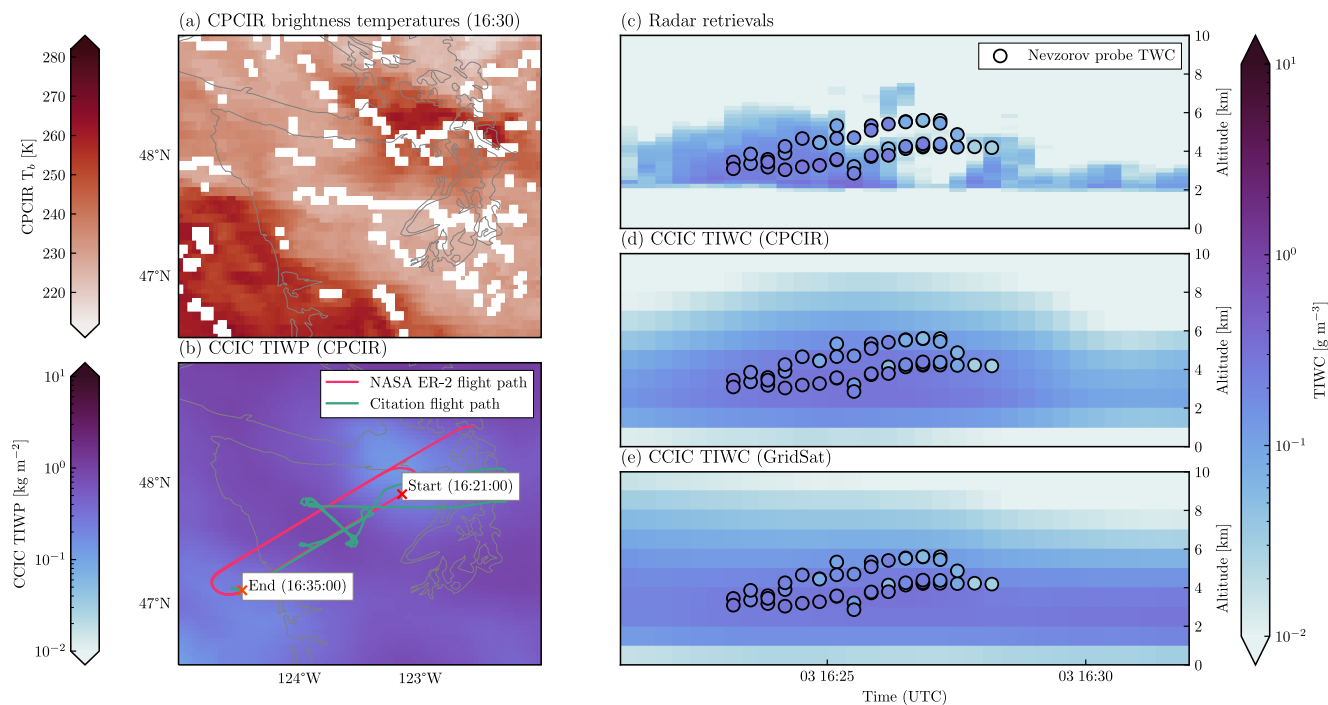 (a) CPCIR brightness temperatures (16:30)
280
270
260
250
240
230
220
CPCIR T_b [K]
48°N
47°N
(b) CCIC TIWP (CPCIR)
NASA ER-2 flight path
Citation flight path
10^1
10^0
10^−1
10^−2
CCIC TIWP [kg m^−2]
48°N
47°N
Start (16:21:00)
End (16:35:00)
124°W
123°W
(c) Radar retrievals
Nevzorov probe TWC
10
8
6
4
2
0
Altitude [km]
(d) CCIC TIWC (CPCIR)
10
8
6
4
2
0
Altitude [km]
(e) CCIC TIWC (GridSat)
10
8
6
4
2
0
Altitude [km]
03 16:25
03 16:30
Time (UTC)
10^1
10^0
10^−1
10^−2
TIWC [g m^−3]